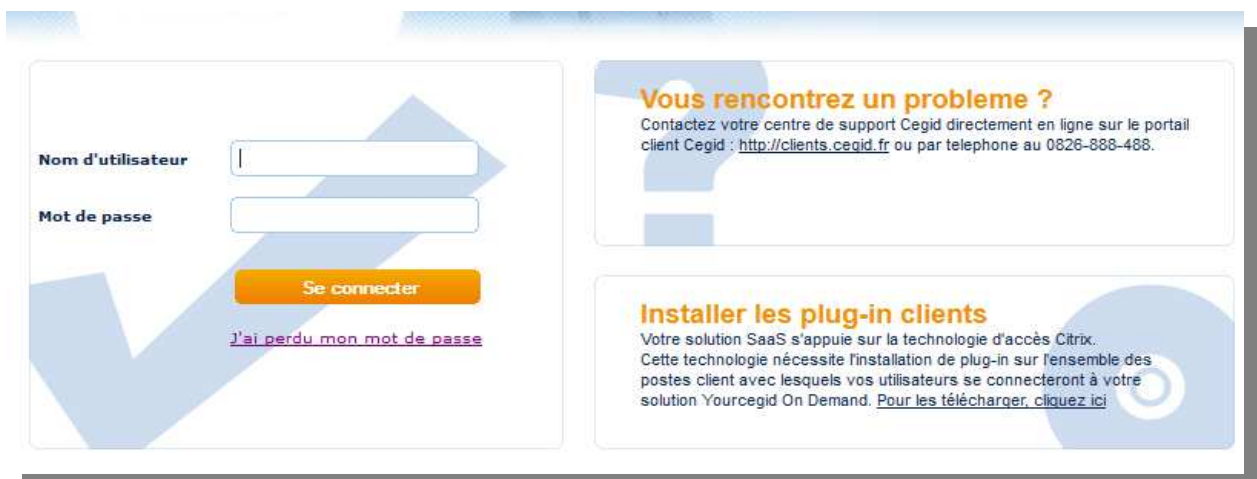 Nom d'utilisateur
Mot de passe
Se connecter
J'ai perdu mon mot de passe
Vous rencontrez un probleme ?
Contactez votre centre de support Cegid directement en ligne sur le portail
client Cegid : http://clients.cegid.fr ou par telephone au 0826-888-488.
Installer les plug-in clients
Votre solution SaaS s'appuie sur la technologie d'accès Citrix.
Cette technologie nécessite l'installation de plug-in sur l'ensemble des
postes client avec lesquels vos utilisateurs se connecteront à votre
solution Yourcegid On Demand. Pour les télécharger, cliquez ici